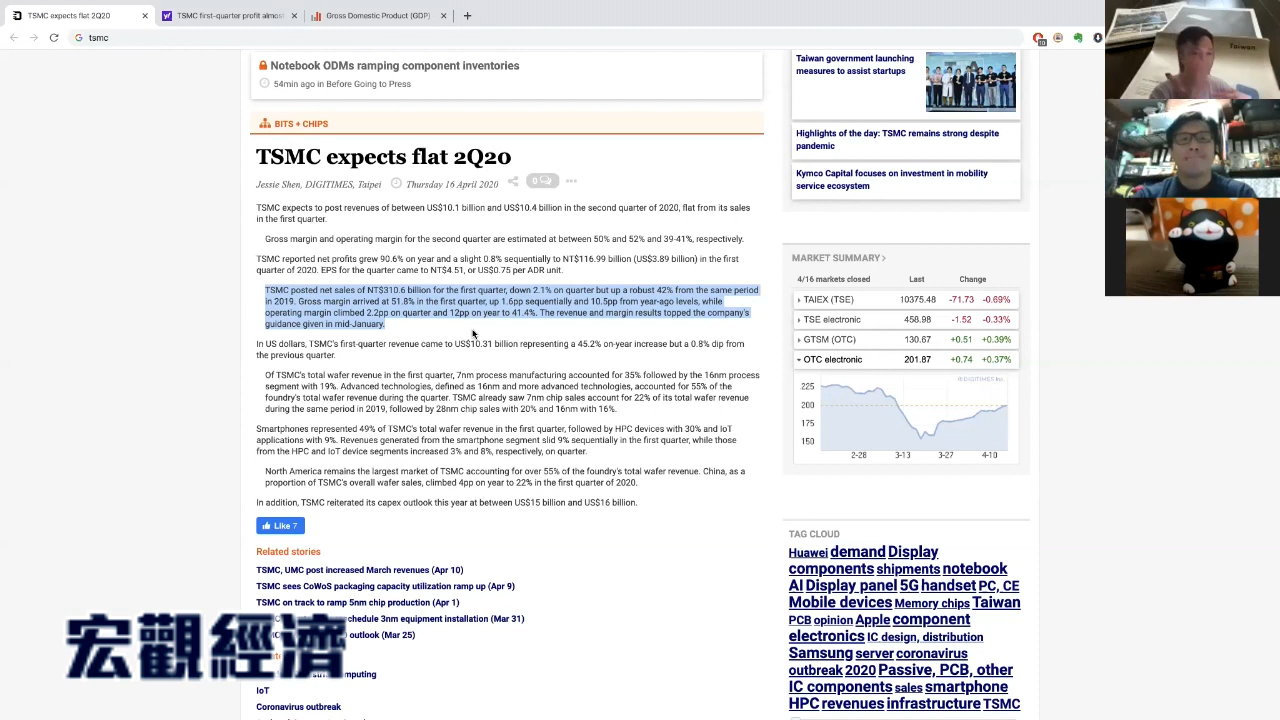 TSMC expects flat 2Q20
TSMC first-quarter profit almost
Gross Domestic Product (GDP)
tsmc
Notebook ODMs ramping component inventories
54min ago in Before Going to Press
BITS + CHIPS
TSMC expects flat 2Q20
Jessie Shen, DIGITIMES, Taipei Thursday 16 April 2020 0
TSMC expects to post revenues of between US$10.1 billion and US$10.4 billion in the second quarter of 2020, flat from its sales
in the first quarter.
Gross margin and operating margin for the second quarter are estimated at between 50% and 52% and 39-41%, respectively.
TSMC reported net profits grew 90.6% on year and a slight 0.8% sequentially to NT$116.99 billion (US$3.89 billion) in the first
quarter of 2020. EPS for the quarter came to NT$4.51, or US$0.75 per ADR unit.
TSMC posted net sales of NT$310.6 billion for the first quarter, down 2.1% on quarter but up a robust 42% from the same period
in 2019. Gross margin arrived at 51.8% in the first quarter, up 1.6pp sequentially and 10.5pp from year-ago levels, while
operating margin climbed 2.2pp on quarter and 12pp on year to 41.4%. The revenue and margin results topped the company's
guidance given in mid-January.
In US dollars, TSMC's first-quarter revenue came to US$10.31 billion representing a 45.2% on-year increase but a 0.8% dip from
the previous quarter.
Of TSMC's total wafer revenue in the first quarter, 7nm process manufacturing accounted for 35% followed by the 16nm process
segment with 19%. Advanced technologies, defined as 16nm and more advanced technologies, accounted for 55% of the
foundry's total wafer revenue during the quarter. TSMC already saw 7nm chip sales account for 22% of its total wafer revenue
during the same period in 2019, followed by 28nm chip sales with 20% and 16nm with 16%.
Smartphones represented 49% of TSMC's total wafer revenue in the first quarter, followed by HPC devices with 30% and IoT
applications with 9%. Revenues generated from the smartphone segment slid 9% sequentially in the first quarter, while those
from the HPC and IoT device segments increased 3% and 8%, respectively, on quarter.
North America remains the largest market of TSMC accounting for over 55% of the foundry's total wafer revenue. China, as a
proportion of TSMC's overall wafer sales, climbed 4pp on year to 22% in the first quarter of 2020.
In addition, TSMC reiterated its capex outlook this year at between US$15 billion and US$16 billion.
Like 7
Related stories
TSMC, UMC post increased March revenues (Apr 10)
TSMC sees CoWoS packaging capacity utilization ramp up (Apr 9)
TSMC on track to ramp 5nm chip production (Apr 1)
schedule 3nm equipment installation (Mar 31)
outlook (Mar 25)
IoT
Coronavirus outbreak
宏觀經濟
Taiwan government launching
measures to assist startups
Highlights of the day: TSMC remains strong despite
pandemic
Kymco Capital focuses on investment in mobility
service ecosystem
MARKET SUMMARY
4/16 markets closed Last Change
TAIEX (TSE) 10375.48 -71.73 -0.69%
TSE electronic 458.98 -1.52 -0.33%
GTSM (OTC) 130.67 +0.51 +0.39%
OTC electronic 201.87 +0.74 +0.37%
© DIGITIMES Inc.
225
200
175
150
2-28 3-13 3-27 4-10
TAG CLOUD
Huawei demand Display
components shipments notebook
AI Display panel 5G handset PC, CE
Mobile devices Memory chips Taiwan
PCB opinion Apple component
electronics IC design, distribution
Samsung server coronavirus
outbreak 2020 Passive, PCB, other
IC components sales smartphone
HPC revenues infrastructure TSMC
Taiwan